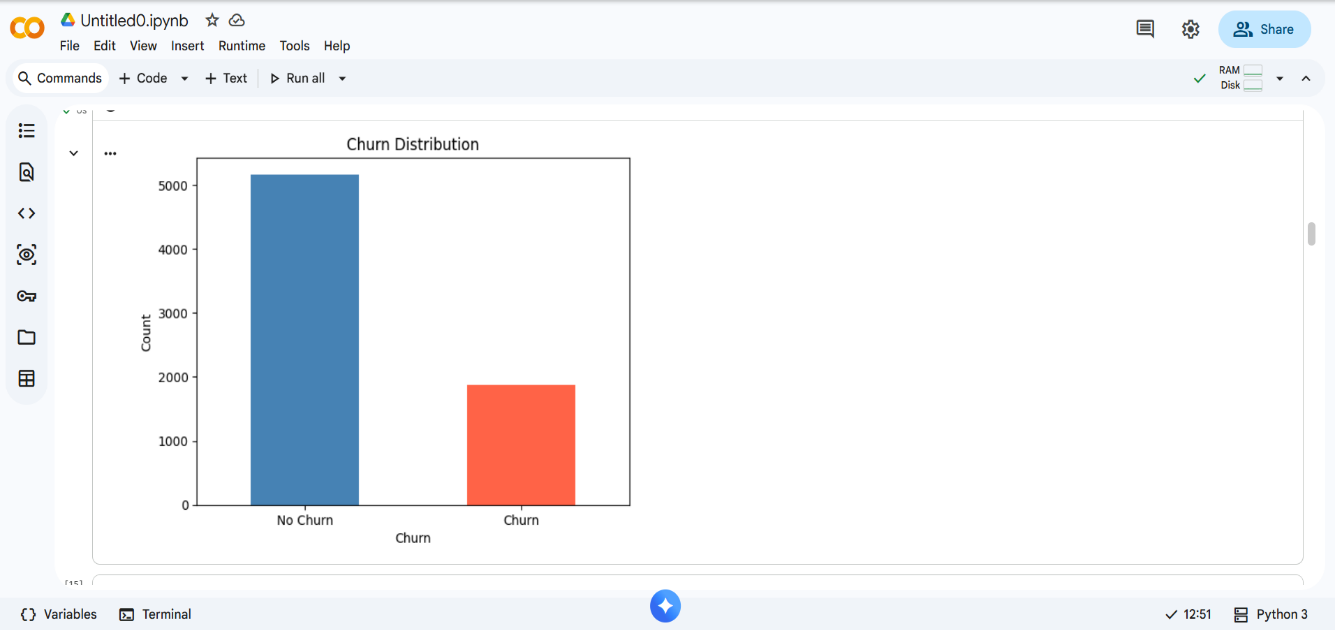 Untitled0.ipynb
File Edit View Insert Runtime Tools Help
Share
Commands + Code + Text Run all
RAM
Disk
0s
Churn Distribution
5000
4000
3000
2000
1000
0
Count
No Churn Churn
Churn
[15]
Variables Terminal
12:51 Python 3